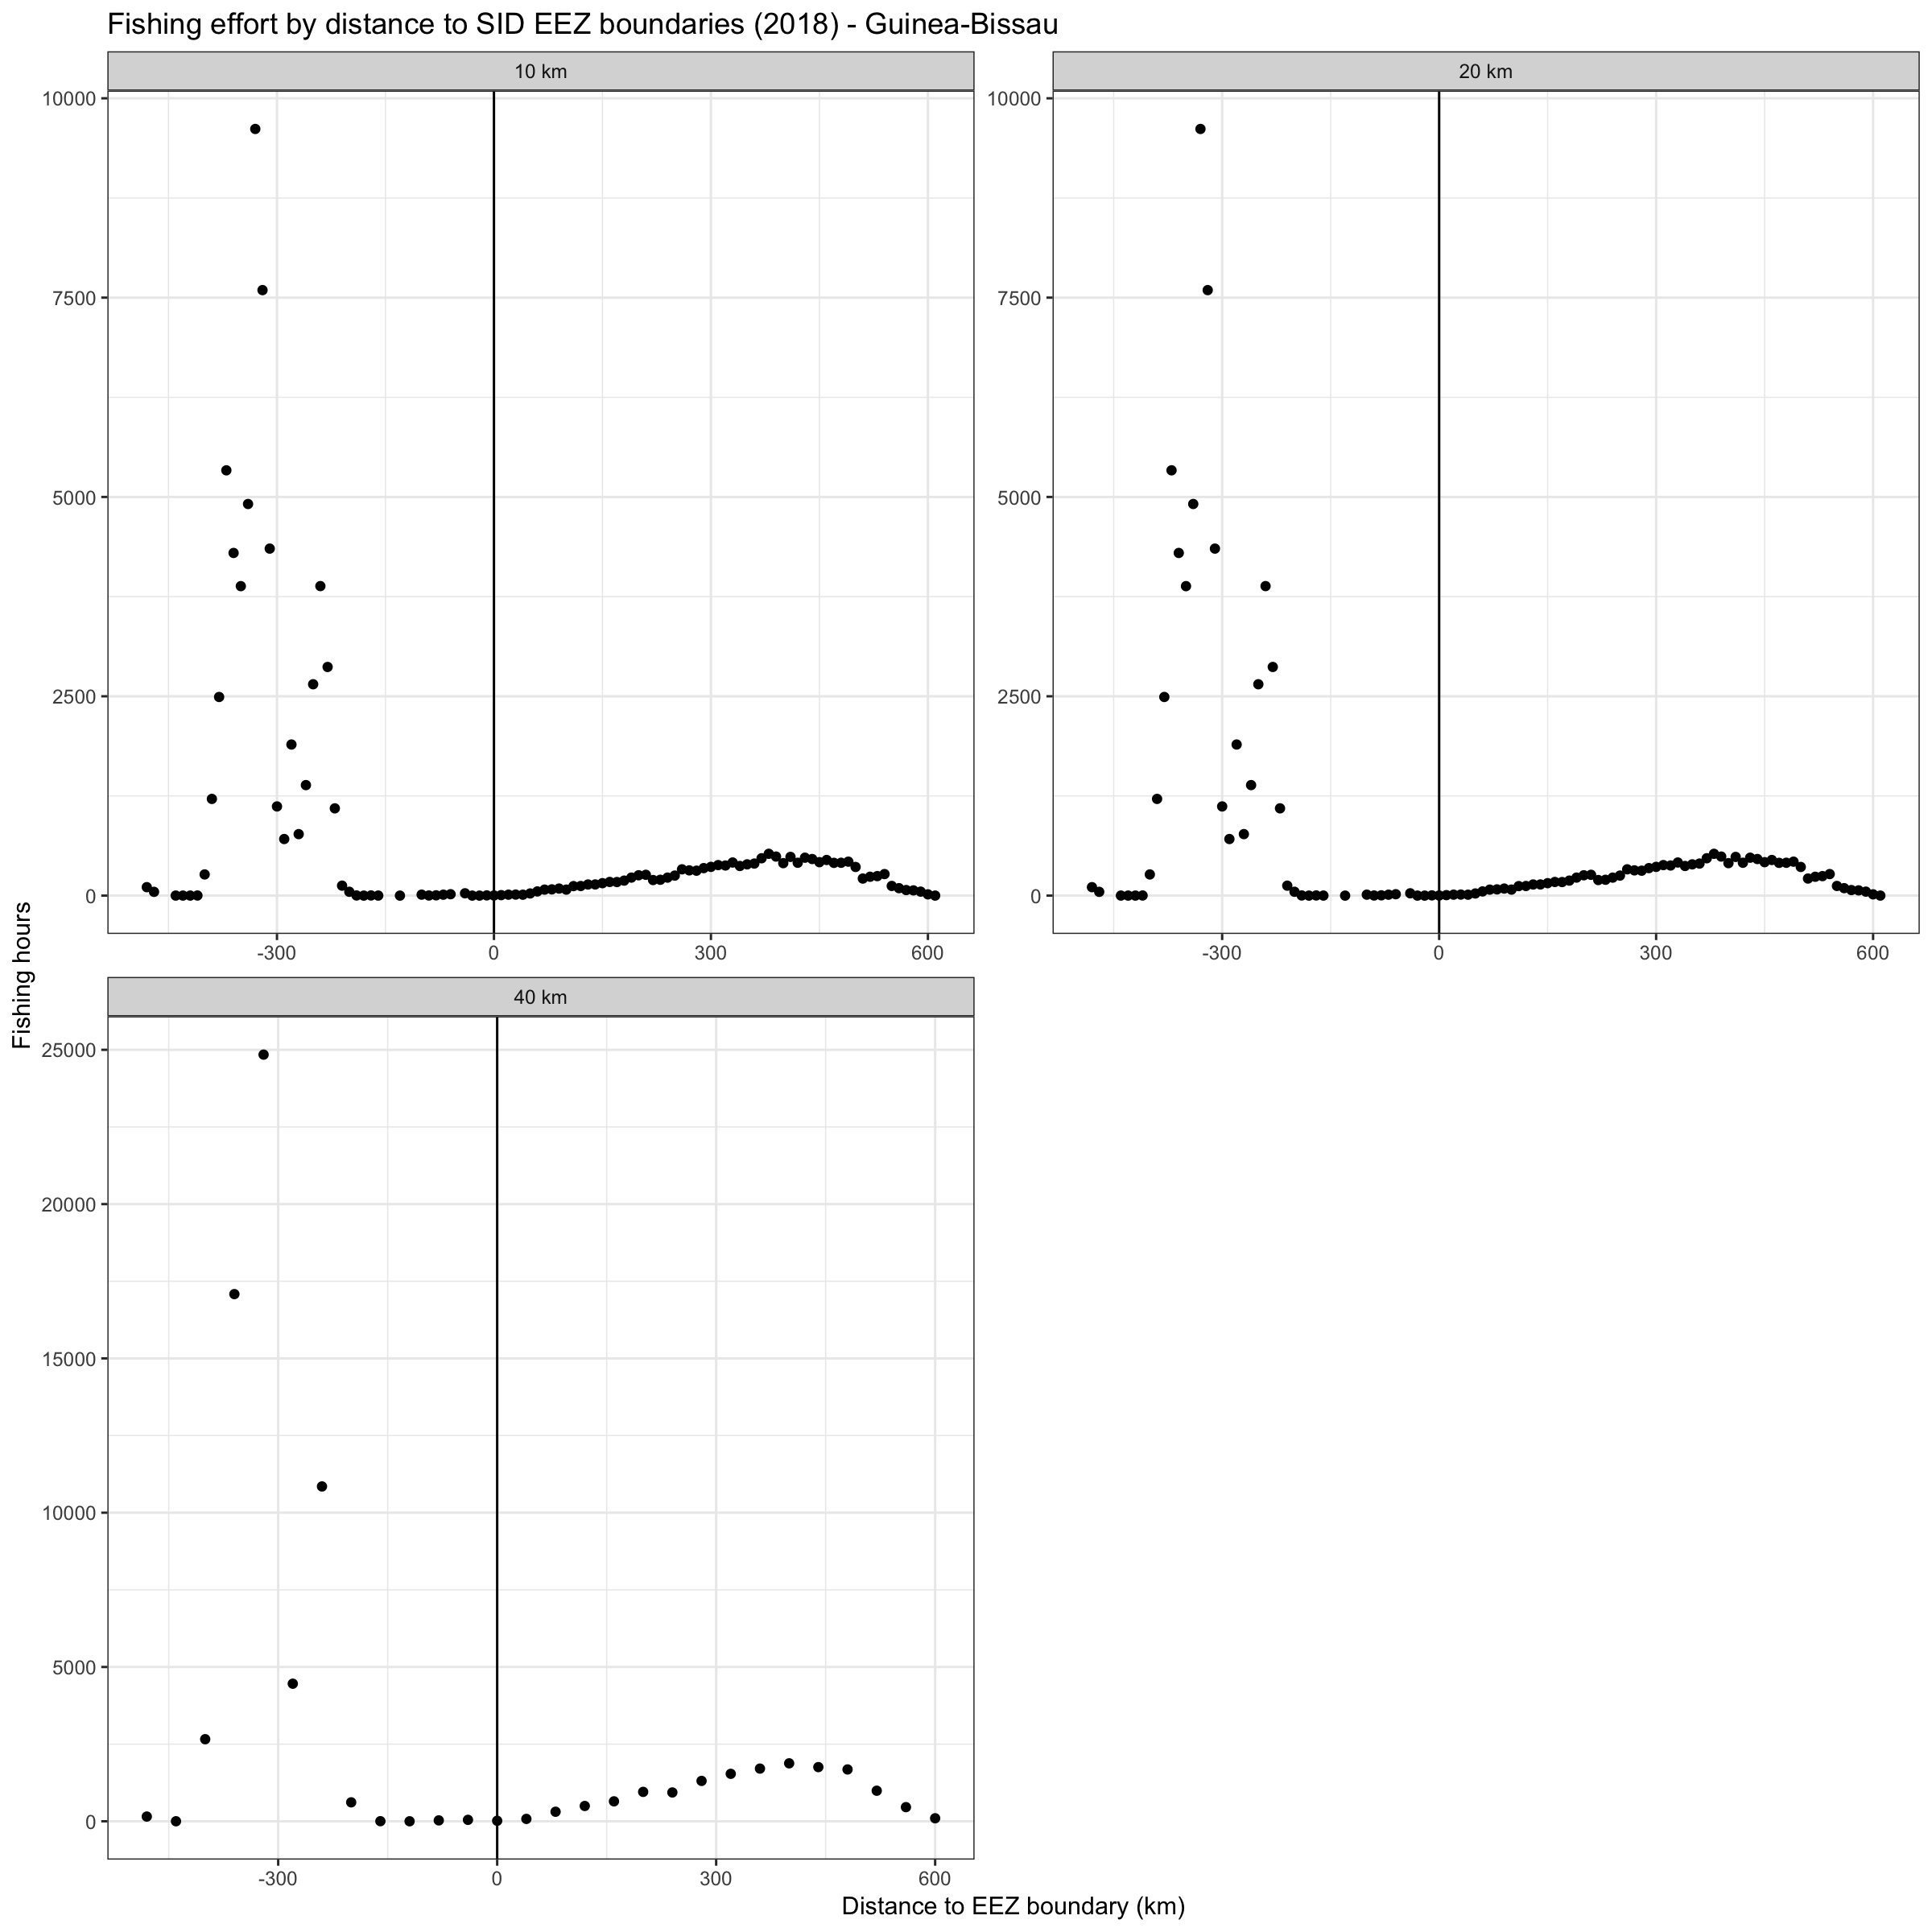 Fishing effort by distance to SID EEZ boundaries (2018) - Guinea-Bissau
10 km
10000
7500
5000
2500
0
-300 0 300 600
20 km
10000
7500
5000
2500
0
-300 0 300 600
40 km
25000
20000
15000
10000
5000
0
-300 0 300 600
Fishing hours
Distance to EEZ boundary (km)